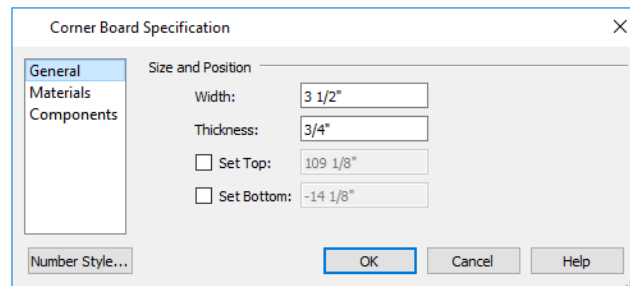 Corner Board Specification
General
Materials
Components
Size and Position
Width: 3 1/2"
Thickness: 3/4"
Set Top: 109 1/8"
Set Bottom: -14 1/8"
Number Style... OK Cancel Help